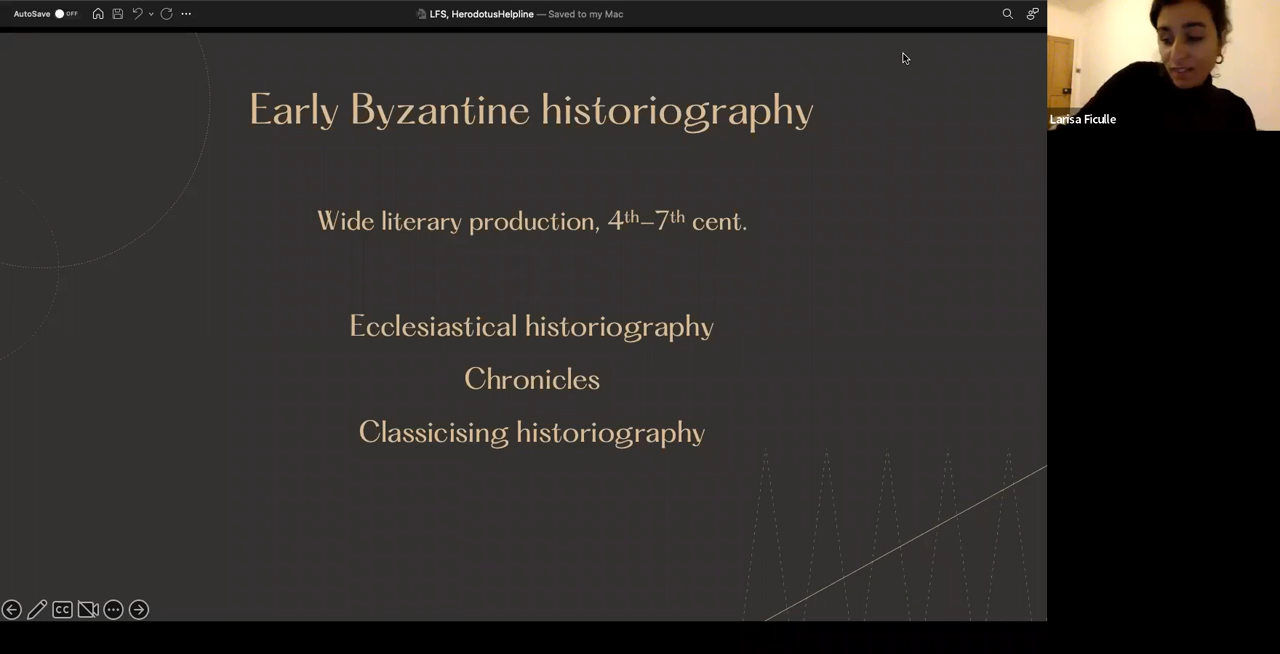 AutoSave OFF
LFS, HerodotusHelpline — Saved to my Mac
Early Byzantine historiography
Wide literary production, 4th–7th cent.
Ecclesiastical historiography
Chronicles
Classicising historiography
Larisa Ficulle
CC